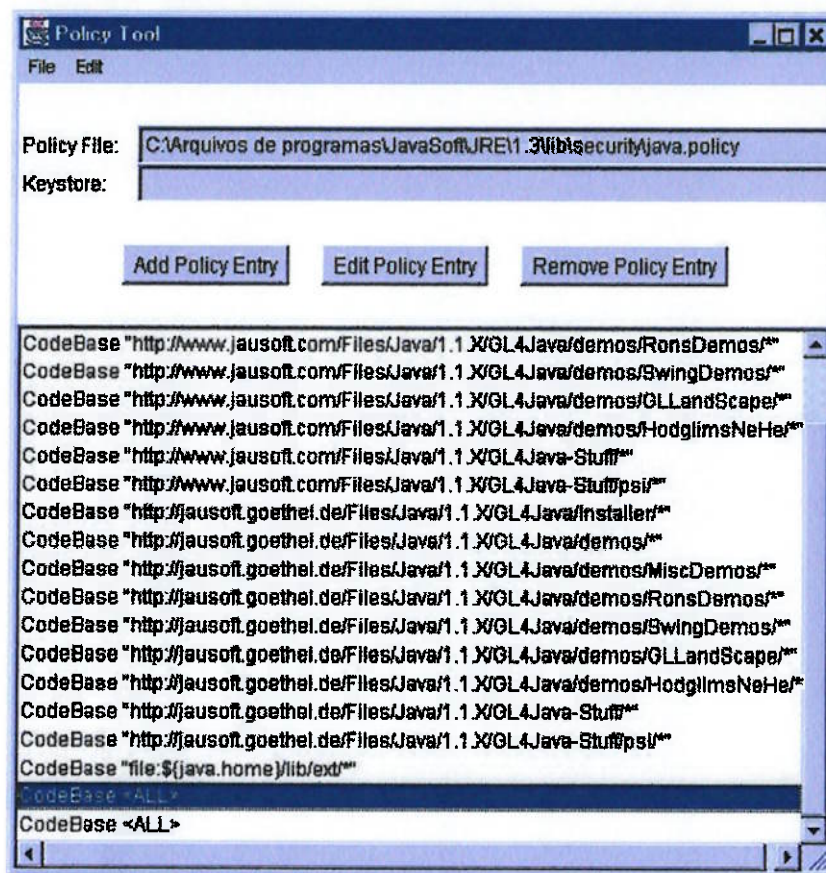 Policy Tool
File Edit
Policy File: C:\Arquivos de programas\JavaSoft\JRE\1.3\lib\security\java.policy
Keystore:
Add Policy Entry Edit Policy Entry Remove Policy Entry
CodeBase "http://www.jausoft.com/Files/Java/1.1.X/GL4Java/demos/RonsDemos/*"
CodeBase "http://www.jausoft.com/Files/Java/1.1.X/GL4Java/demos/SwingDemos/*"
CodeBase "http://www.jausoft.com/Files/Java/1.1.X/GL4Java/demos/GLLandScape/*"
CodeBase "http://www.jausoft.com/Files/Java/1.1.X/GL4Java/demos/HodglimsNeHe/*"
CodeBase "http://www.jausoft.com/Files/Java/1.1.X/GL4Java-Stuff/*"
CodeBase "http://www.jausoft.com/Files/Java/1.1.X/GL4Java-Stuff/psi/*"
CodeBase "http://jausoft.goethel.de/Files/Java/1.1.X/GL4Java/Installer/*"
CodeBase "http://jausoft.goethel.de/Files/Java/1.1.X/GL4Java/demos/*"
CodeBase "http://jausoft.goethel.de/Files/Java/1.1.X/GL4Java/demos/MiscDemos/*"
CodeBase "http://jausoft.goethel.de/Files/Java/1.1.X/GL4Java/demos/RonsDemos/*"
CodeBase "http://jausoft.goethel.de/Files/Java/1.1.X/GL4Java/demos/SwingDemos/*"
CodeBase "http://jausoft.goethel.de/Files/Java/1.1.X/GL4Java/demos/GLLandScape/*"
CodeBase "http://jausoft.goethel.de/Files/Java/1.1.X/GL4Java/demos/HodglimsNeHe/*
CodeBase "http://jausoft.goethel.de/Files/Java/1.1.X/GL4Java-Stuff/*"
CodeBase "http://jausoft.goethel.de/Files/Java/1.1.X/GL4Java-Stuff/psi/*"
CodeBase "file:${java.home}/lib/ext/*"
CodeBase <ALL>
CodeBase <ALL>